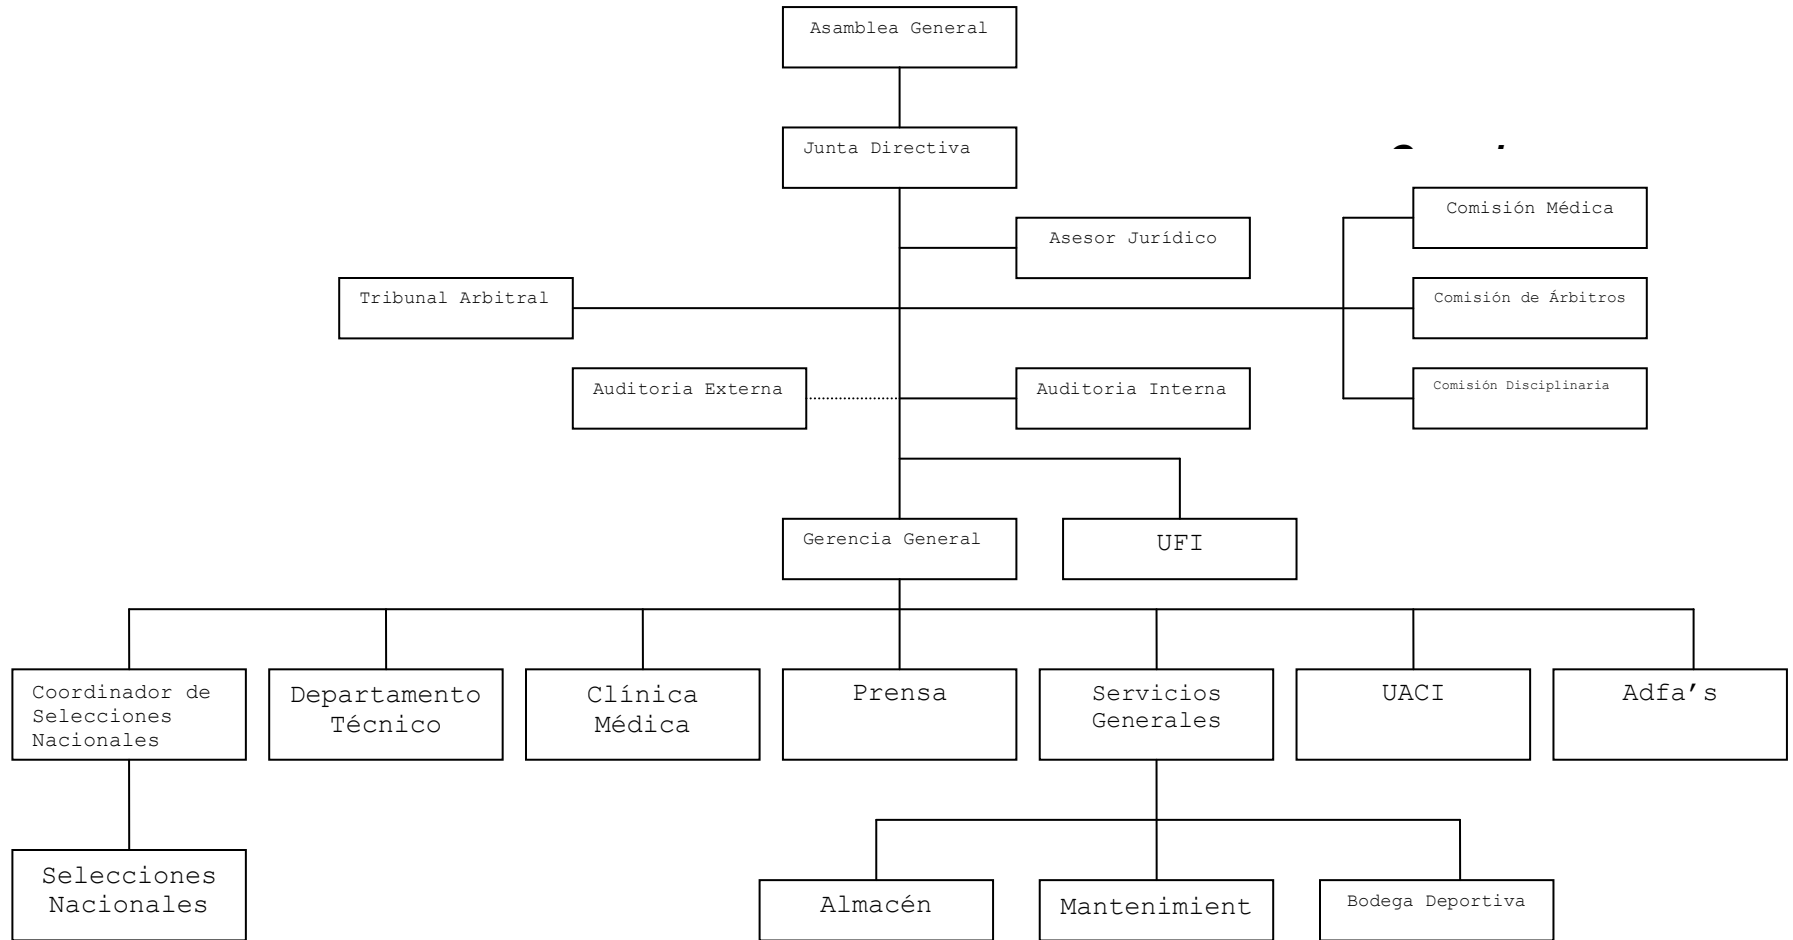 Asamblea General
Junta Directiva
Comisión Médica
Asesor Jurídico
Tribunal Arbitral
Comisión de Árbitros
Auditoria Externa
Auditoria Interna
Comisión Disciplinaria
Gerencia General
UFI
Coordinador de
Selecciones
Nacionales
Departamento
Técnico
Clínica
Médica
Prensa
Servicios
Generales
UACI
Adfa’s
Selecciones
Nacionales
Almacén
Mantenimient
Bodega Deportiva